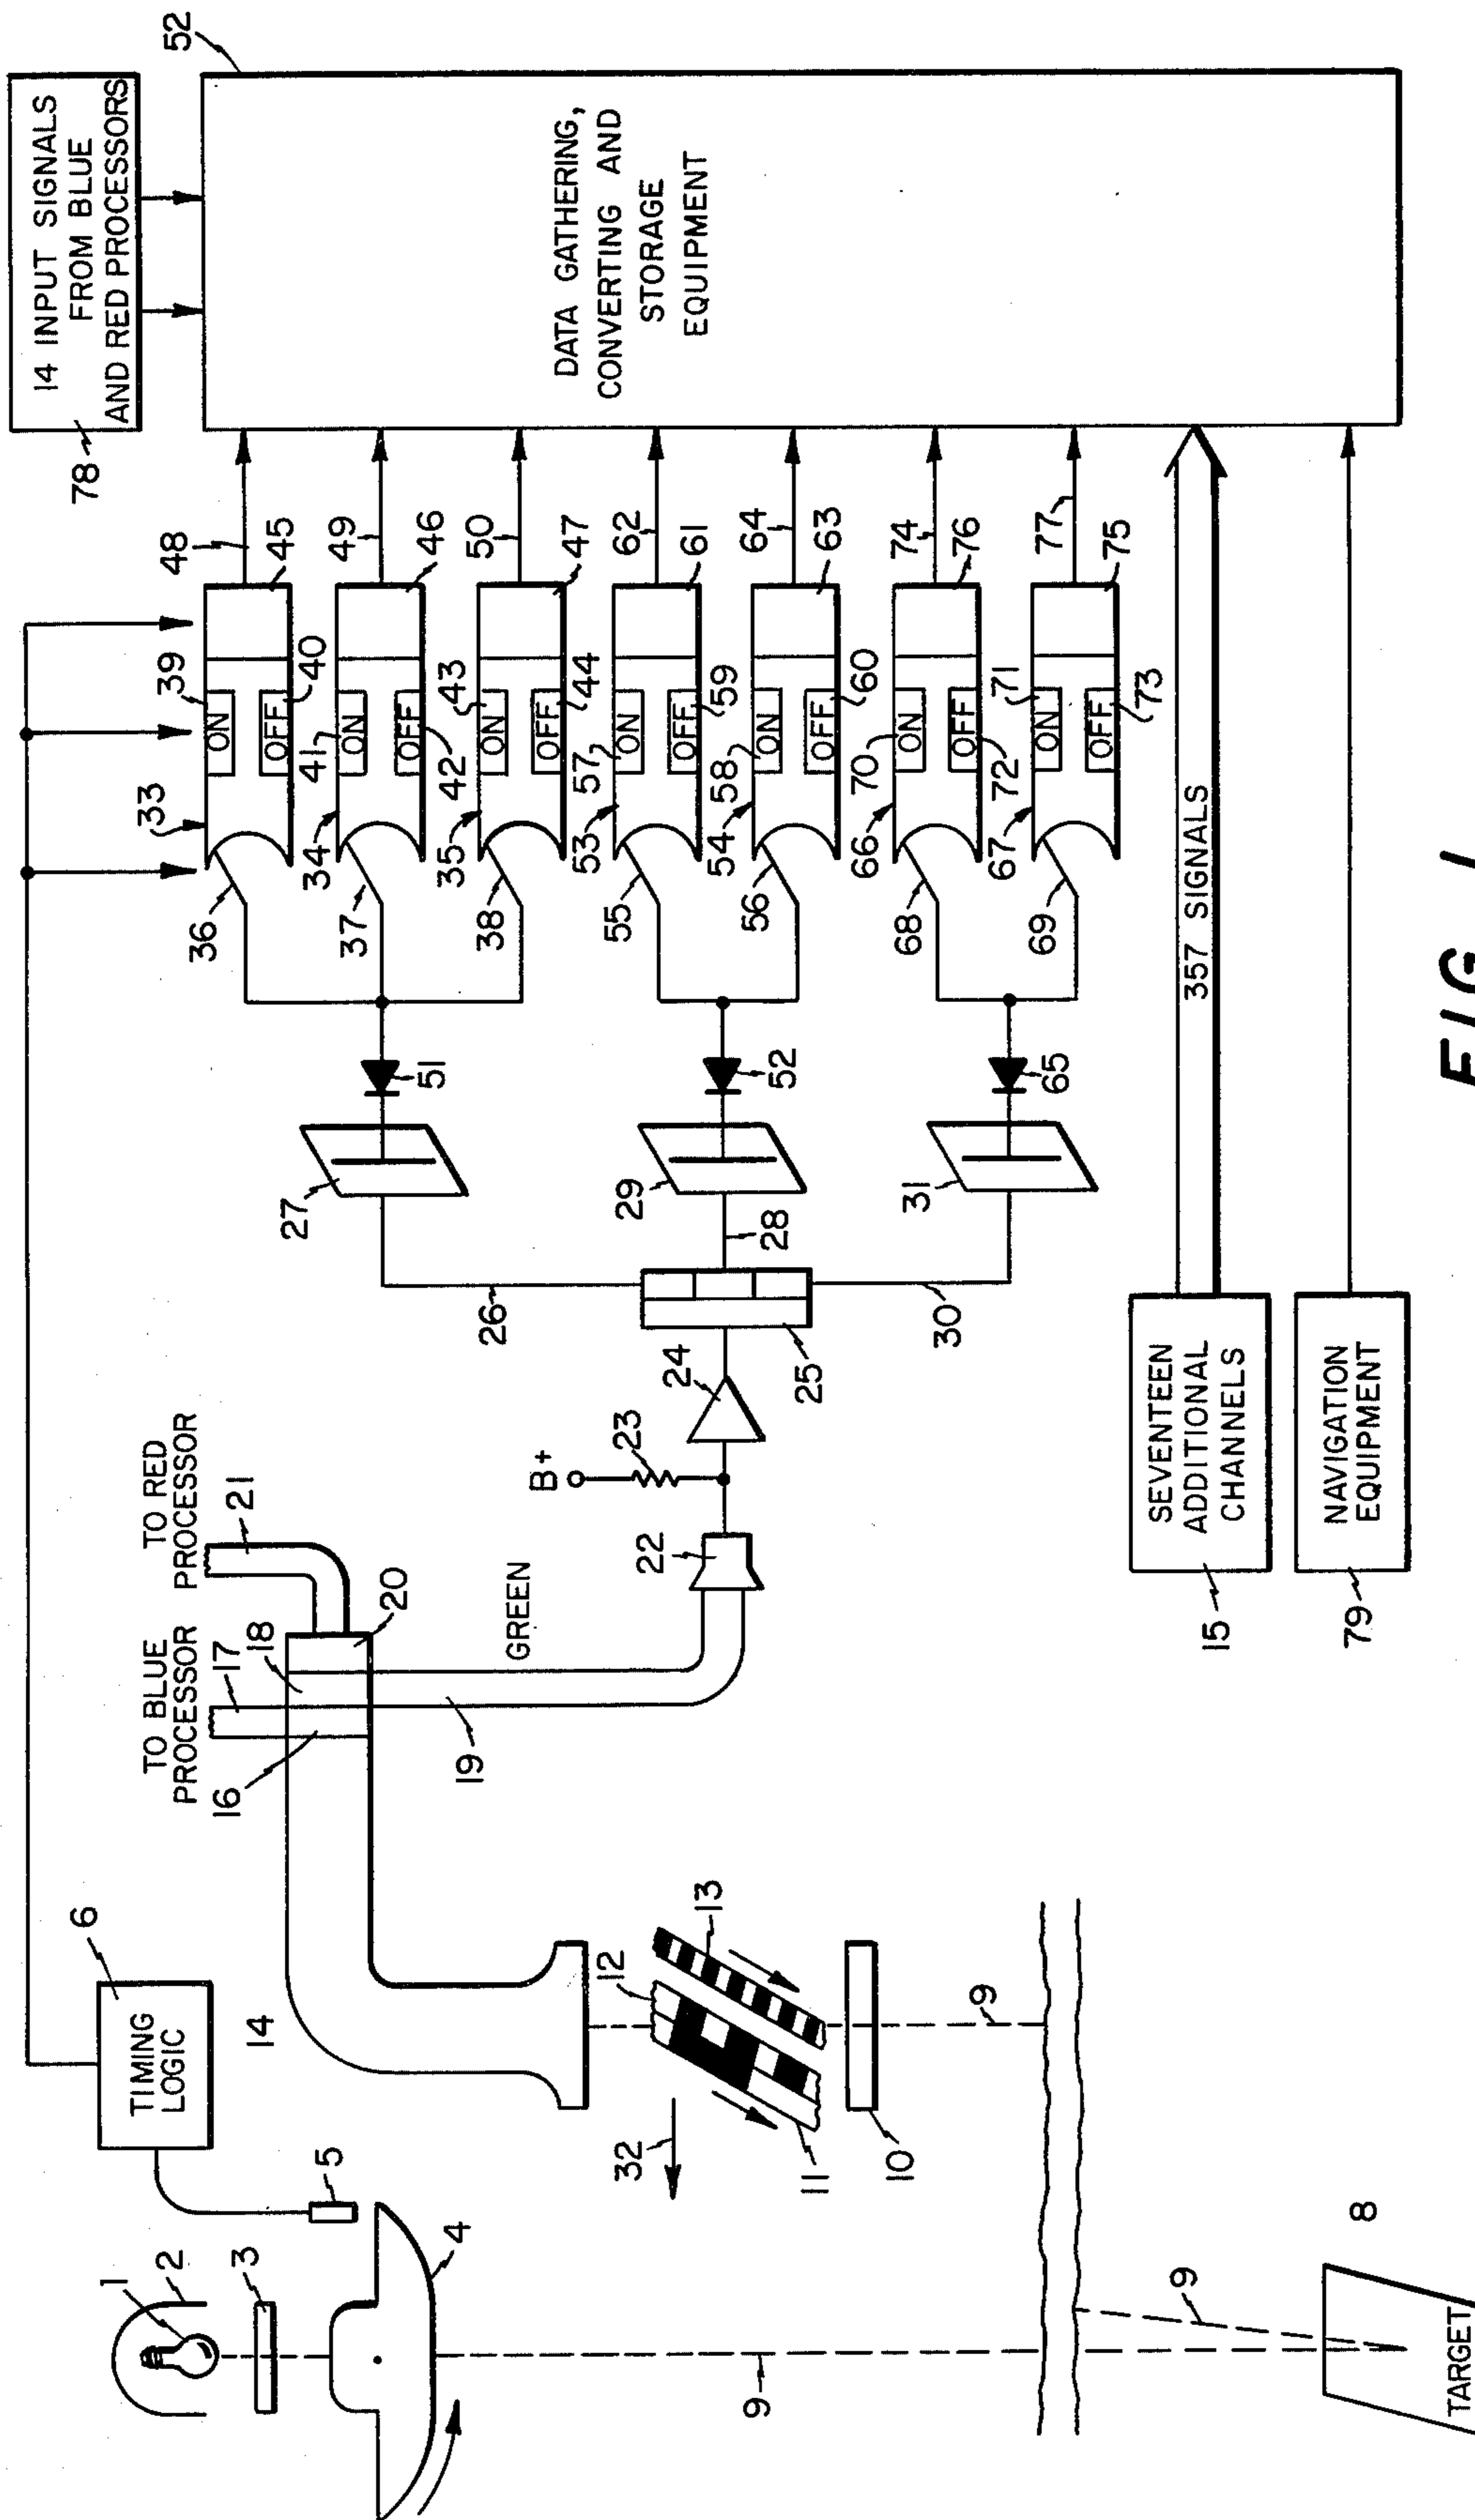 14 INPUT SIGNALS
FROM BLUE
AND RED PROCESSORS
78
52
DATA GATHERING,
CONVERTING AND
STORAGE
EQUIPMENT
6
TIMING
LOGIC
1
2
3
4
5
14
TO BLUE
PROCESSOR
TO RED
PROCESSOR
16
17
18
19
20
21
GREEN
22
B+
23
24
25
26
27
28
29
30
31
51
52
65
33
39
ON
OFF
40
45
48
36
34
41
ON
OFF
42
46
49
37
35
43
ON
OFF
44
47
50
38
53
57
ON
OFF
59
61
62
55
54
58
ON
OFF
60
63
64
56
66
70
ON
OFF
72
76
74
68
67
71
ON
OFF
73
75
77
69
12
13
32
11
10
9
9
9
8
TARGET
SEVENTEEN
ADDITIONAL
CHANNELS
15
357 SIGNALS
NAVIGATION
EQUIPMENT
79
FIG. 1